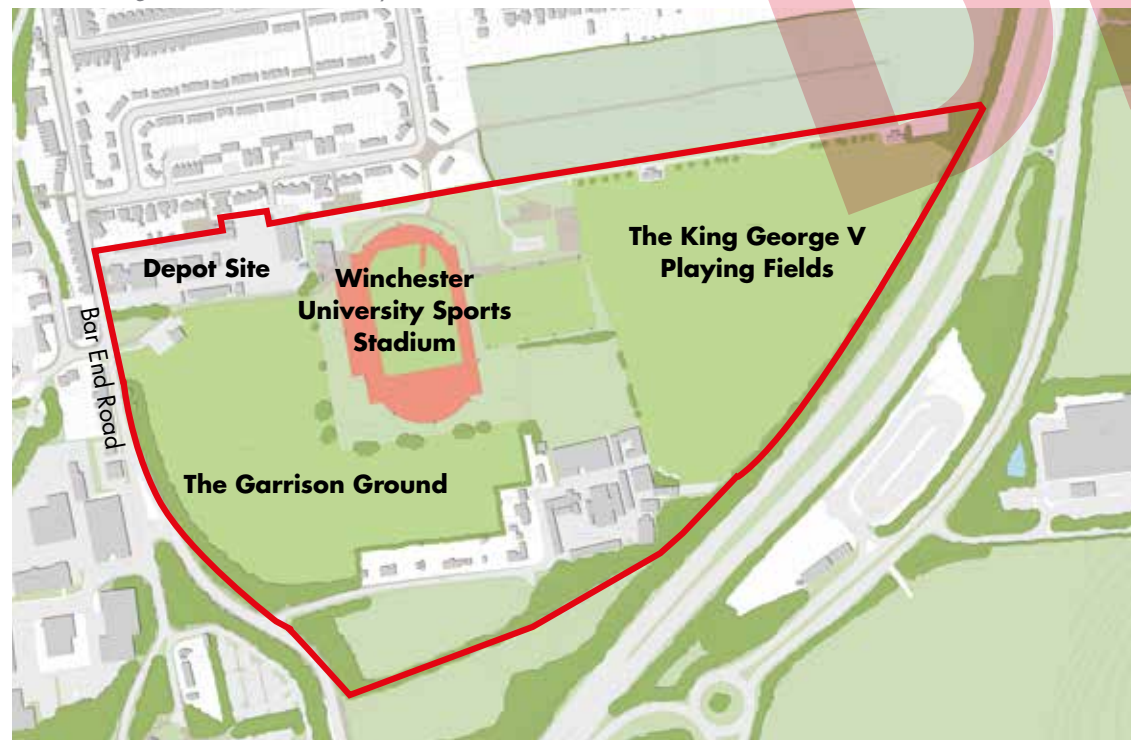 The King George V
Playing Fields
Depot Site
Winchester
University Sports
Stadium
Bar End Road
The Garrison Ground